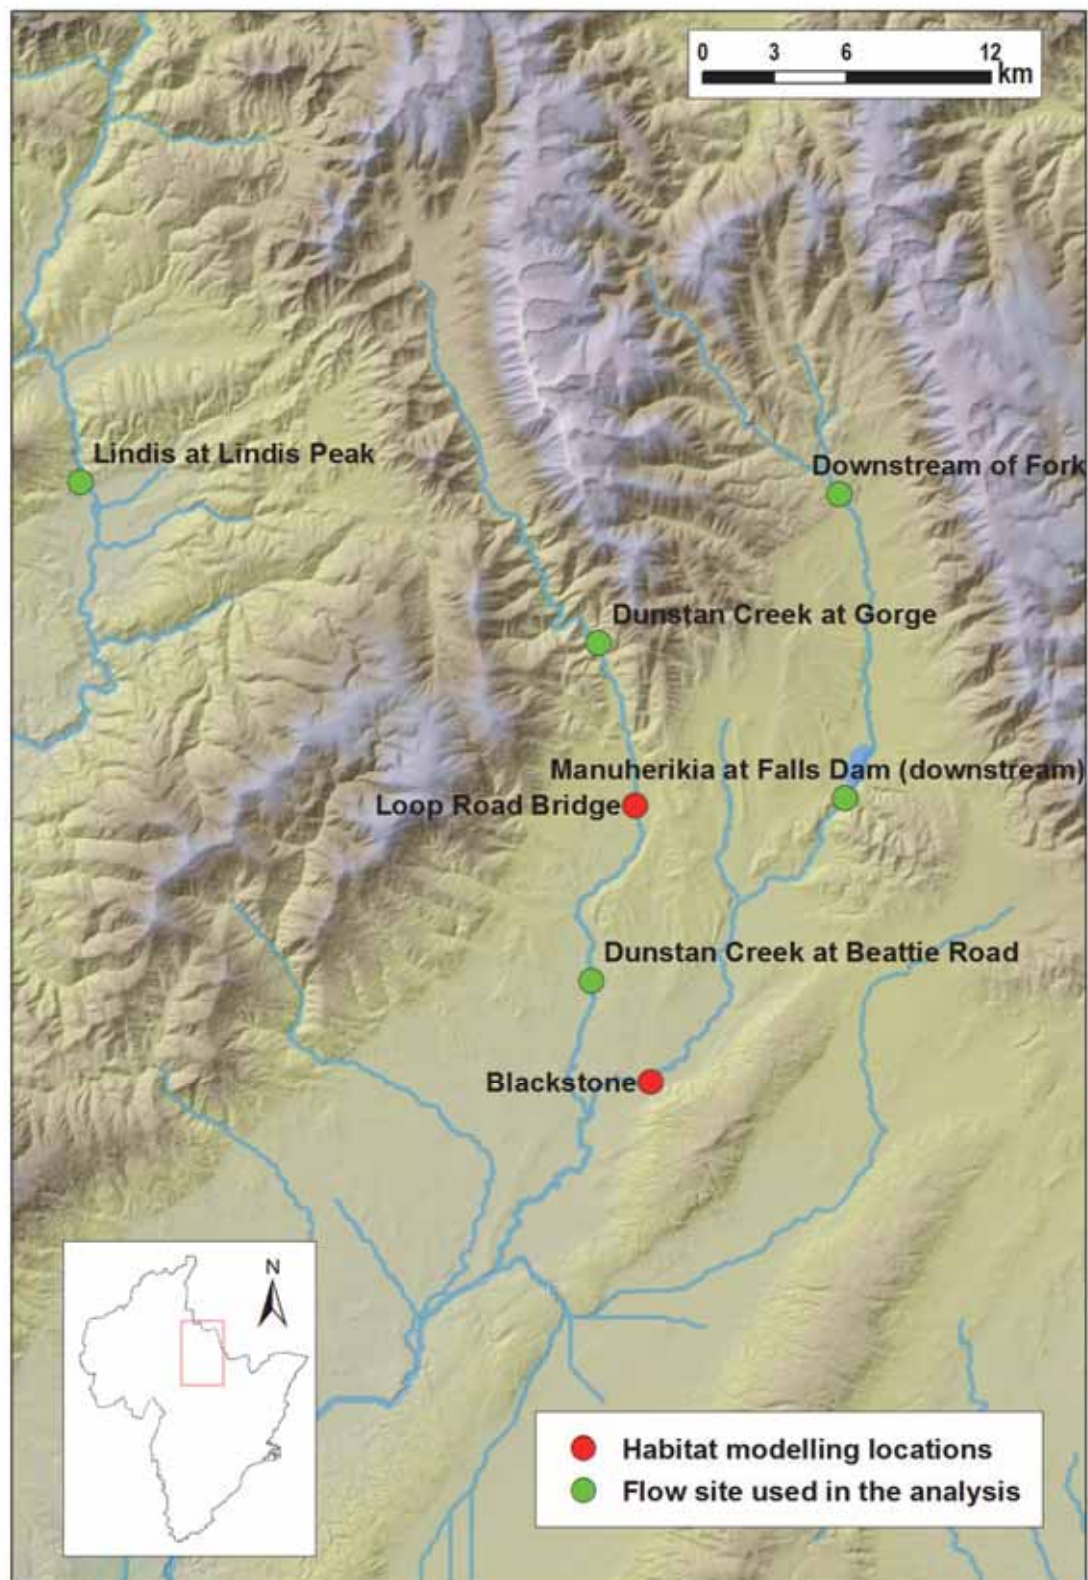 0 3 6 12
km
Lindis at Lindis Peak
Downstream of Fork
Dunstan Creek at Gorge
Manuherikia at Falls Dam (downstream)
Loop Road Bridge
Dunstan Creek at Beattie Road
Blackstone
N
Habitat modelling locations
Flow site used in the analysis